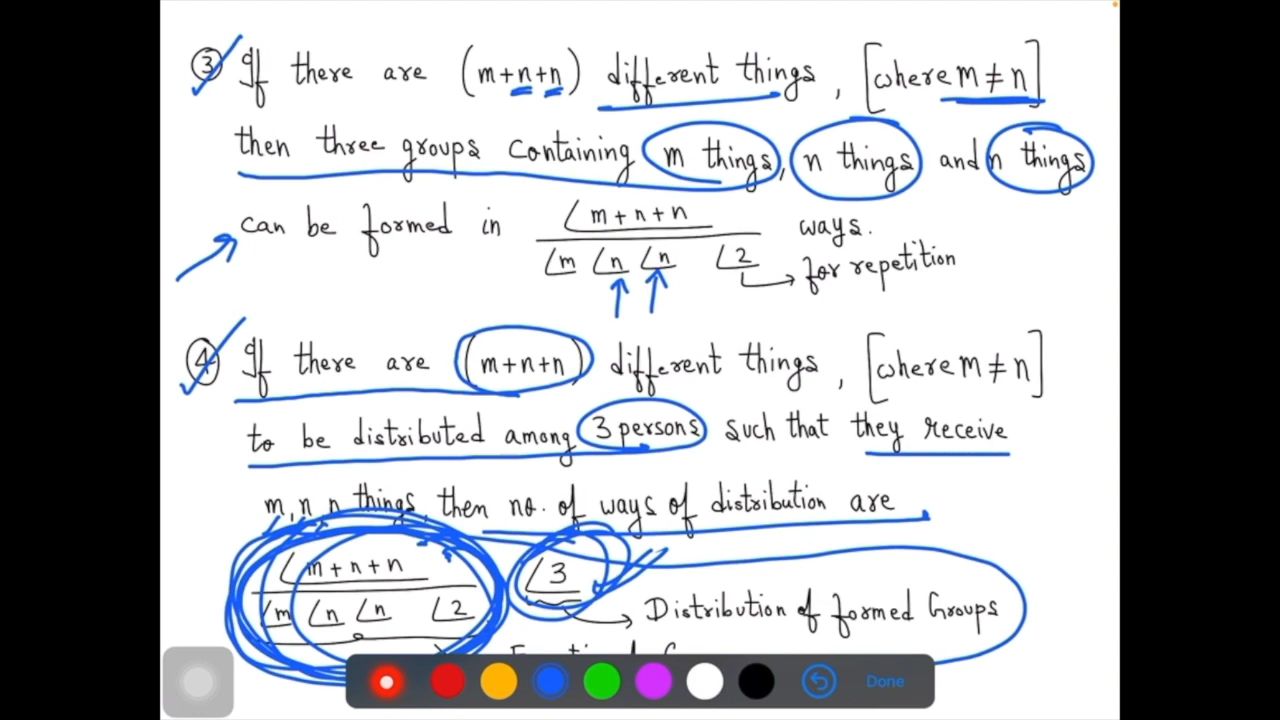 ③ If there are (m+n+n) different things, [where m ≠ n]
then three groups containing m things, n things and n things
can be formed in ∠m+n+n / ∠m ∠n ∠n ∠2 ways.
→ for repetition
④ If there are (m+n+n) different things, [where m ≠ n]
to be distributed among 3 persons such that they receive
m, n, n things, then no. of ways of distribution are
∠m+n+n / ∠m ∠n ∠n ∠2 ∠3
→ Distribution of formed Groups
Done